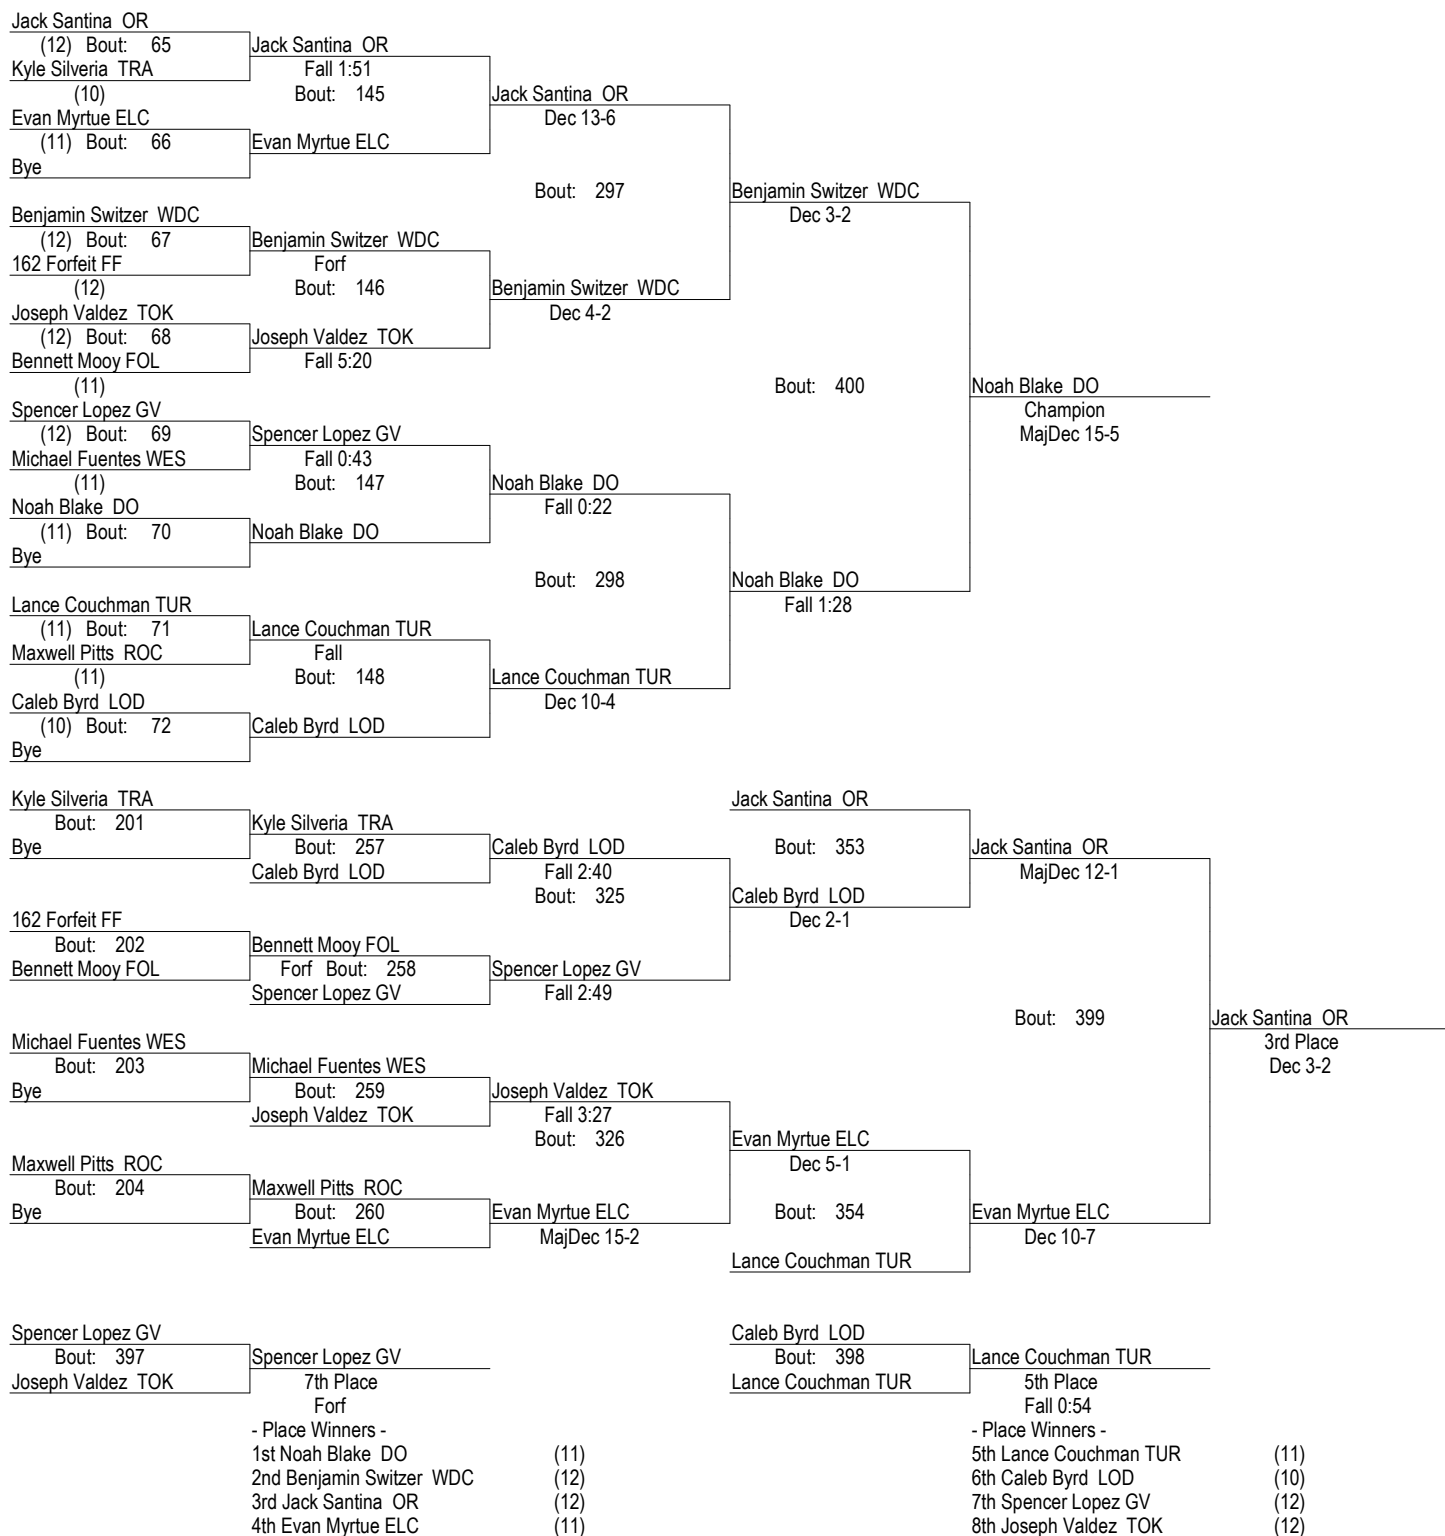 Jack Santina  OR
(12)  Bout:  65  Jack Santina  OR
Kyle Silveria  TRA  Fall 1:51
(10)  Bout:  145  Jack Santina  OR
Evan Myrtue ELC  Dec 13-6
(11)  Bout:  66  Evan Myrtue ELC
Bye
Bout:  297  Benjamin Switzer  WDC
Benjamin Switzer  WDC  Dec 3-2
(12)  Bout:  67  Benjamin Switzer  WDC
162 Forfeit FF  Forf
(12)  Bout:  146  Benjamin Switzer  WDC
Joseph Valdez  TOK  Dec 4-2
(12)  Bout:  68  Joseph Valdez  TOK
Bennett Mooy FOL  Fall 5:20
(11)  Bout:  400  Noah Blake  DO
Spencer Lopez GV  Champion
(12)  Bout:  69  Spencer Lopez GV  MajDec 15-5
Michael Fuentes WES  Fall 0:43
(11)  Bout:  147  Noah Blake  DO
Noah Blake  DO  Fall 0:22
(11)  Bout:  70  Noah Blake  DO
Bye
Bout:  298  Noah Blake  DO
Lance Couchman TUR  Fall 1:28
(11)  Bout:  71  Lance Couchman TUR
Maxwell Pitts  ROC  Fall
(11)  Bout:  148  Lance Couchman TUR
Caleb Byrd  LOD  Dec 10-4
(10)  Bout:  72  Caleb Byrd  LOD
Bye
Kyle Silveria  TRA  Jack Santina  OR
Bout:  201  Kyle Silveria  TRA
Bye  Bout:  257  Caleb Byrd  LOD  Bout:  353  Jack Santina  OR
Caleb Byrd  LOD  Fall 2:40  MajDec 12-1
Bout:  325  Caleb Byrd  LOD
162 Forfeit FF  Dec 2-1
Bout:  202  Bennett Mooy FOL
Bennett Mooy FOL  Forf  Bout:  258  Spencer Lopez GV
Spencer Lopez GV  Fall 2:49
Bout:  399  Jack Santina  OR
Michael Fuentes WES  3rd Place
Bout:  203  Michael Fuentes WES  Dec 3-2
Bye  Bout:  259  Joseph Valdez  TOK
Joseph Valdez  TOK  Fall 3:27
Bout:  326  Evan Myrtue ELC
Maxwell Pitts  ROC  Dec 5-1
Bout:  204  Maxwell Pitts  ROC
Bye  Bout:  260  Evan Myrtue ELC  Bout:  354  Evan Myrtue ELC
Evan Myrtue ELC  MajDec 15-2  Dec 10-7
Lance Couchman TUR
Spencer Lopez GV  Caleb Byrd  LOD
Bout:  397  Spencer Lopez GV  Bout:  398  Lance Couchman TUR
Joseph Valdez  TOK  7th Place  Lance Couchman TUR  5th Place
Forf  Fall 0:54
- Place Winners -  - Place Winners -
1st Noah Blake  DO  (11)  5th Lance Couchman TUR  (11)
2nd Benjamin Switzer  WDC  (12)  6th Caleb Byrd  LOD  (10)
3rd Jack Santina  OR  (12)  7th Spencer Lopez GV  (12)
4th Evan Myrtue ELC  (11)  8th Joseph Valdez  TOK  (12)